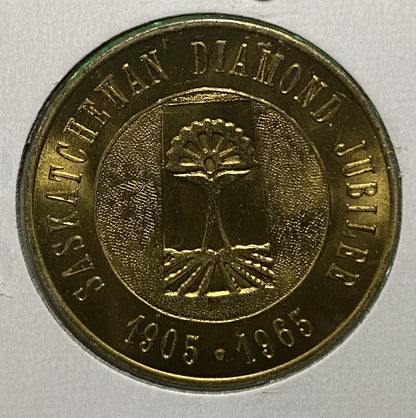 SASKATCHEWAN DIAMOND JUBILEE
1905 • 1965